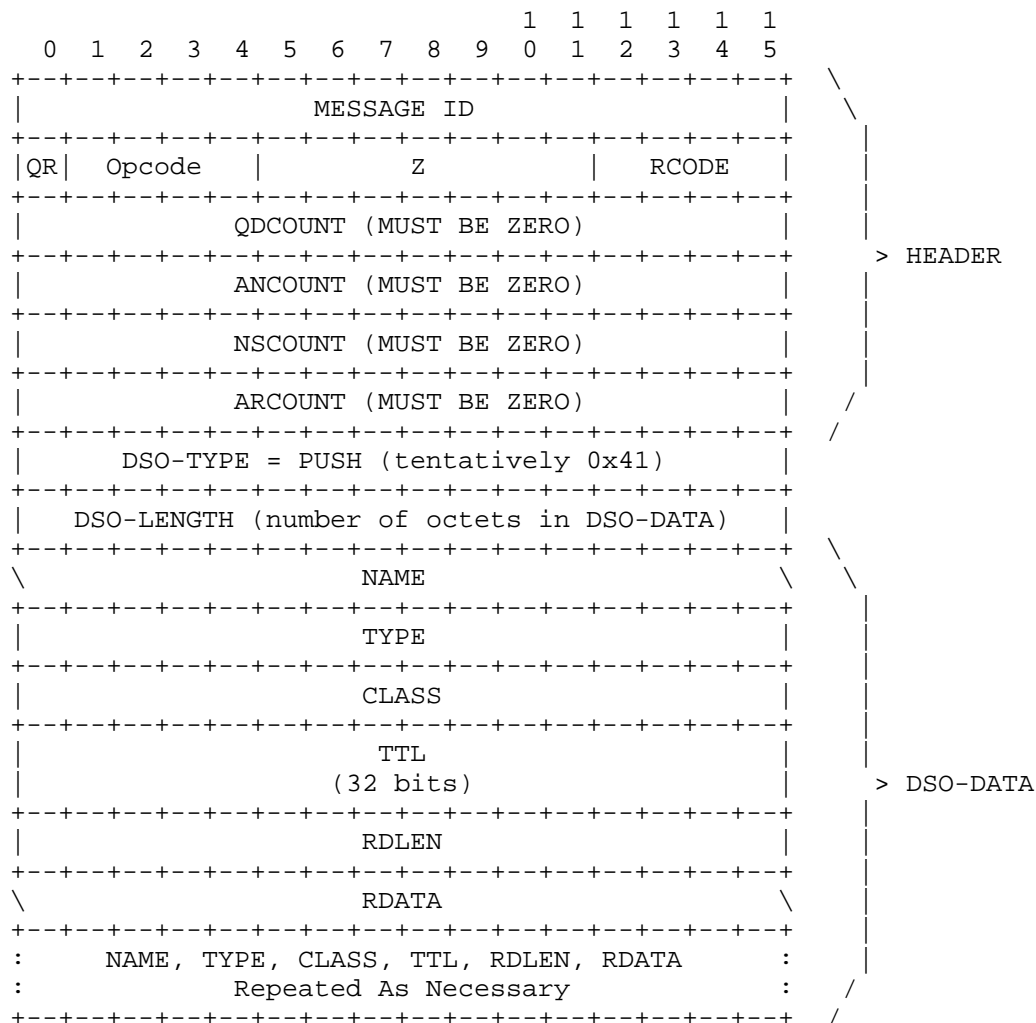 1 1 1 1 1 1
0 1 2 3 4 5 6 7 8 9 0 1 2 3 4 5
+--+--+--+--+--+--+--+--+--+--+--+--+--+--+--+--+ \
| MESSAGE ID | \
+--+--+--+--+--+--+--+--+--+--+--+--+--+--+--+--+ |
|QR| Opcode | Z | RCODE | |
+--+--+--+--+--+--+--+--+--+--+--+--+--+--+--+--+ |
| QDCOUNT (MUST BE ZERO) | |
+--+--+--+--+--+--+--+--+--+--+--+--+--+--+--+--+ > HEADER
| ANCOUNT (MUST BE ZERO) | |
+--+--+--+--+--+--+--+--+--+--+--+--+--+--+--+--+ |
| NSCOUNT (MUST BE ZERO) | |
+--+--+--+--+--+--+--+--+--+--+--+--+--+--+--+--+ |
| ARCOUNT (MUST BE ZERO) | /
+--+--+--+--+--+--+--+--+--+--+--+--+--+--+--+--+ /
| DSO-TYPE = PUSH (tentatively 0x41) |
+--+--+--+--+--+--+--+--+--+--+--+--+--+--+--+--+
| DSO-LENGTH (number of octets in DSO-DATA) |
+--+--+--+--+--+--+--+--+--+--+--+--+--+--+--+--+ \
\ NAME \ \
+--+--+--+--+--+--+--+--+--+--+--+--+--+--+--+--+ |
| TYPE | |
+--+--+--+--+--+--+--+--+--+--+--+--+--+--+--+--+ |
| CLASS | |
+--+--+--+--+--+--+--+--+--+--+--+--+--+--+--+--+ |
| TTL | |
| (32 bits) | > DSO-DATA
+--+--+--+--+--+--+--+--+--+--+--+--+--+--+--+--+ |
| RDLEN | |
+--+--+--+--+--+--+--+--+--+--+--+--+--+--+--+--+ |
\ RDATA \ |
+--+--+--+--+--+--+--+--+--+--+--+--+--+--+--+--+ |
: NAME, TYPE, CLASS, TTL, RDLEN, RDATA : |
: Repeated As Necessary : /
+--+--+--+--+--+--+--+--+--+--+--+--+--+--+--+--+ /